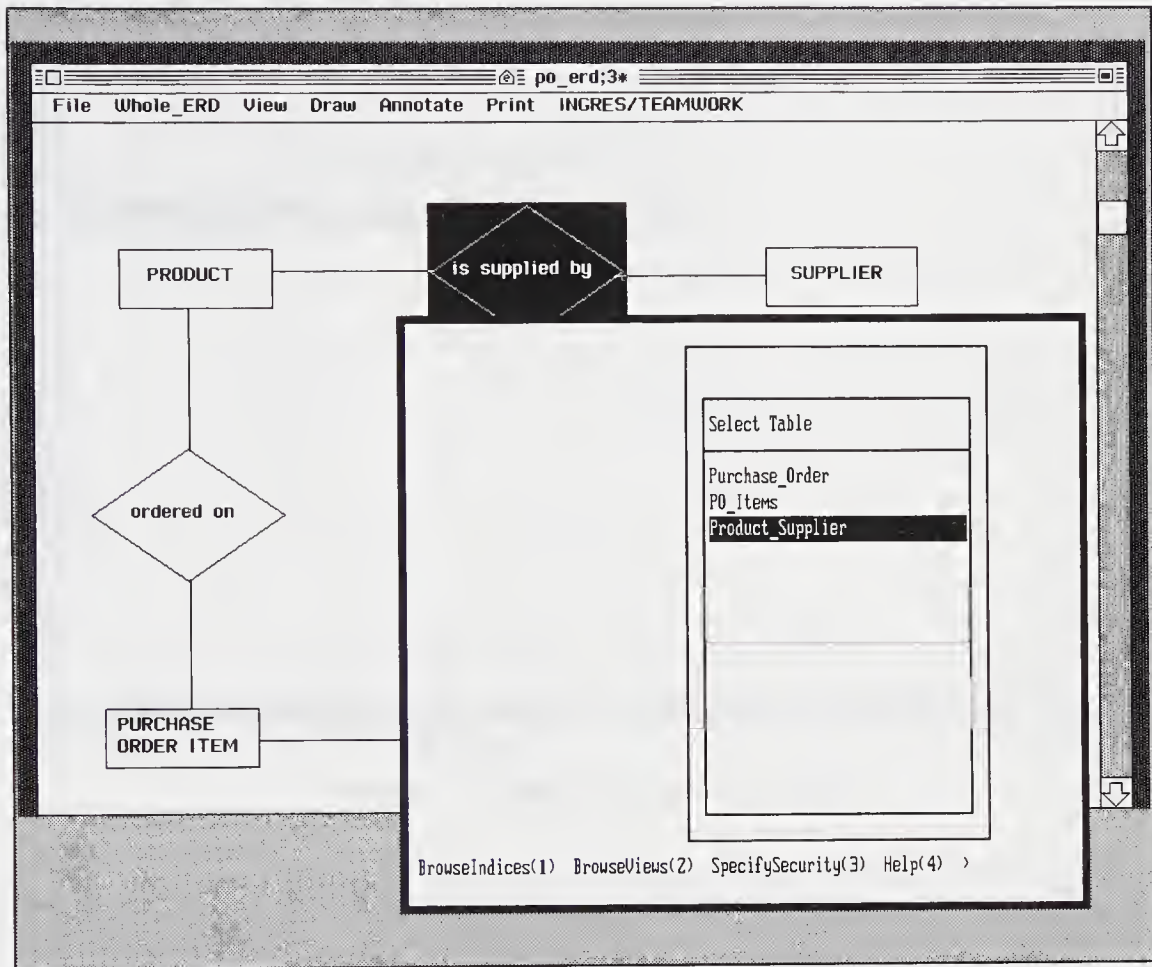 po_erd;3*
File Whole_ERD View Draw Annotate Print INGRES/TEAMWORK
is supplied by
PRODUCT
SUPPLIER
Select Table
Purchase_Order
PO_Items
Product_Supplier
ordered on
PURCHASE
ORDER ITEM
BrowseIndices(1) BrowseViews(2) SpecifySecurity(3) Help(4) >